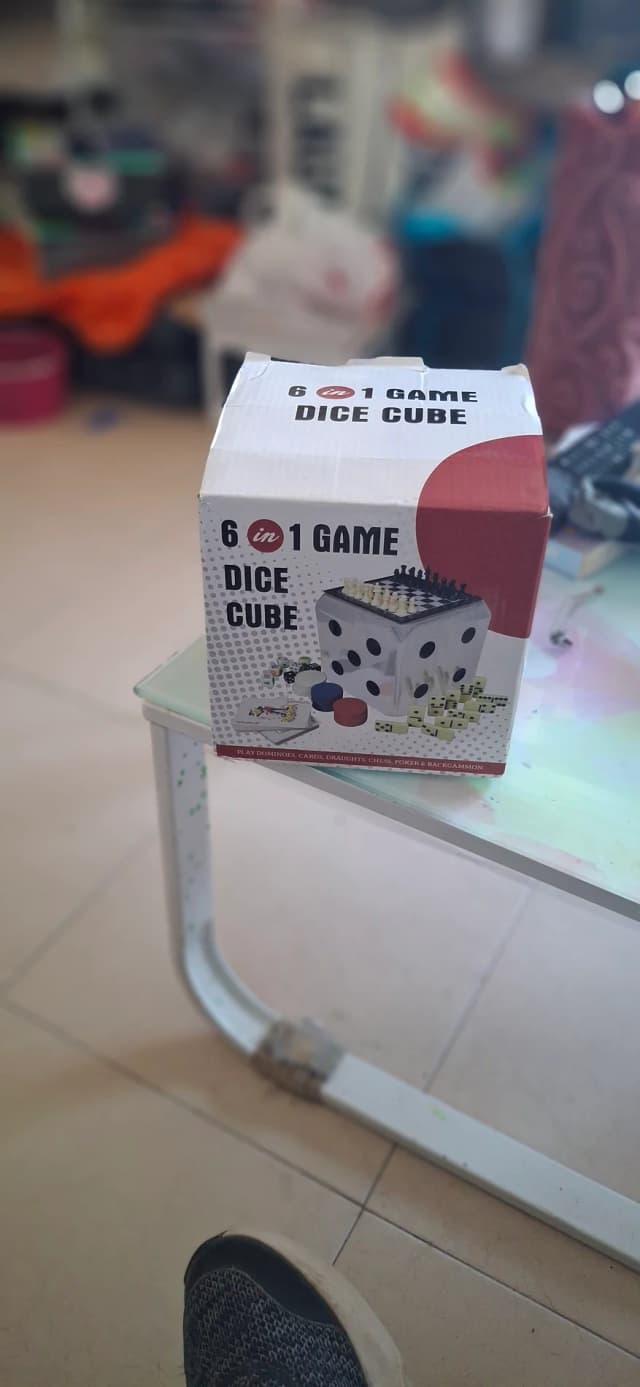 6 in 1 GAME
DICE CUBE
6 in 1 GAME
DICE
CUBE
PLAY DOMINOES, CARDS, DRAUGHTS, CHESS, POKER & BACKGAMMON